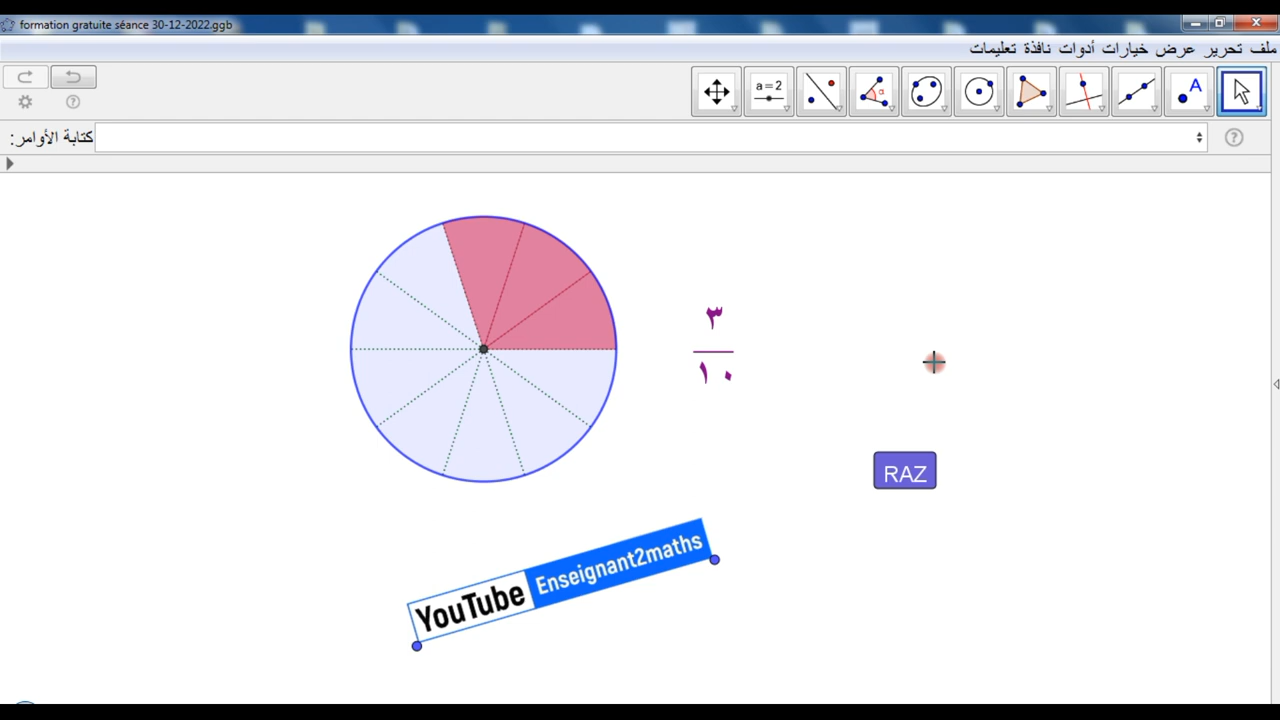 formation gratuite séance 30-12-2022.ggb
ملف تحرير عرض خيارات أدوات نافذة تعليمات
a=2
α
A
كتابة الأوامر:
٣
١٠
RAZ
YouTube Enseignant2maths